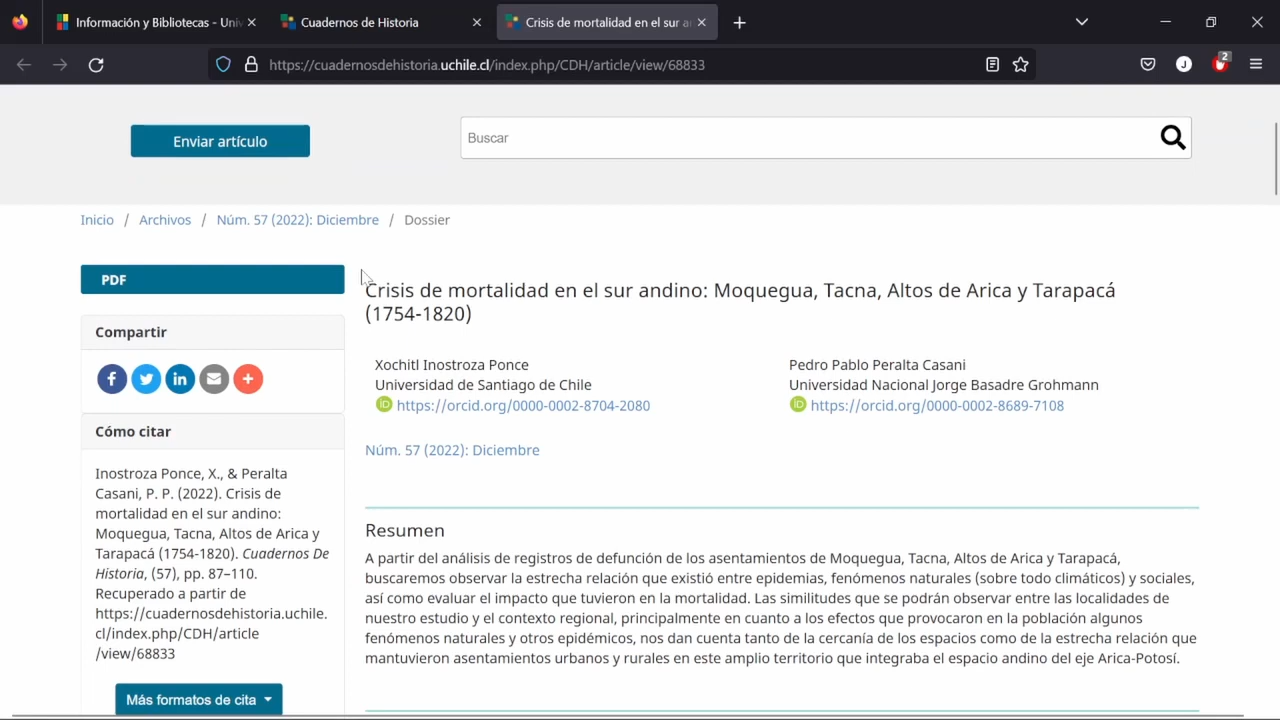 Información y Bibliotecas - Uni
Cuadernos de Historia
Crisis de mortalidad en el sur a
https://cuadernosdehistoria.uchile.cl/index.php/CDH/article/view/68833
J
2
Enviar artículo
Buscar
Inicio / Archivos / Núm. 57 (2022): Diciembre / Dossier
PDF
Crisis de mortalidad en el sur andino: Moquegua, Tacna, Altos de Arica y Tarapacá
(1754-1820)
Compartir
Xochitl Inostroza Ponce
Universidad de Santiago de Chile
https://orcid.org/0000-0002-8704-2080
Pedro Pablo Peralta Casani
Universidad Nacional Jorge Basadre Grohmann
https://orcid.org/0000-0002-8689-7108
Cómo citar
Núm. 57 (2022): Diciembre
Inostroza Ponce, X., & Peralta
Casani, P. P. (2022). Crisis de
mortalidad en el sur andino:
Moquegua, Tacna, Altos de Arica y
Tarapacá (1754-1820). Cuadernos De
Historia, (57), pp. 87–110.
Recuperado a partir de
https://cuadernosdehistoria.uchile.
cl/index.php/CDH/article
/view/68833
Más formatos de cita
Resumen
A partir del análisis de registros de defunción de los asentamientos de Moquegua, Tacna, Altos de Arica y Tarapacá,
buscaremos observar la estrecha relación que existió entre epidemias, fenómenos naturales (sobre todo climáticos) y sociales,
así como evaluar el impacto que tuvieron en la mortalidad. Las similitudes que se podrán observar entre las localidades de
nuestro estudio y el contexto regional, principalmente en cuanto a los efectos que provocaron en la población algunos
fenómenos naturales y otros epidémicos, nos dan cuenta tanto de la cercanía de los espacios como de la estrecha relación que
mantuvieron asentamientos urbanos y rurales en este amplio territorio que integraba el espacio andino del eje Arica-Potosí.